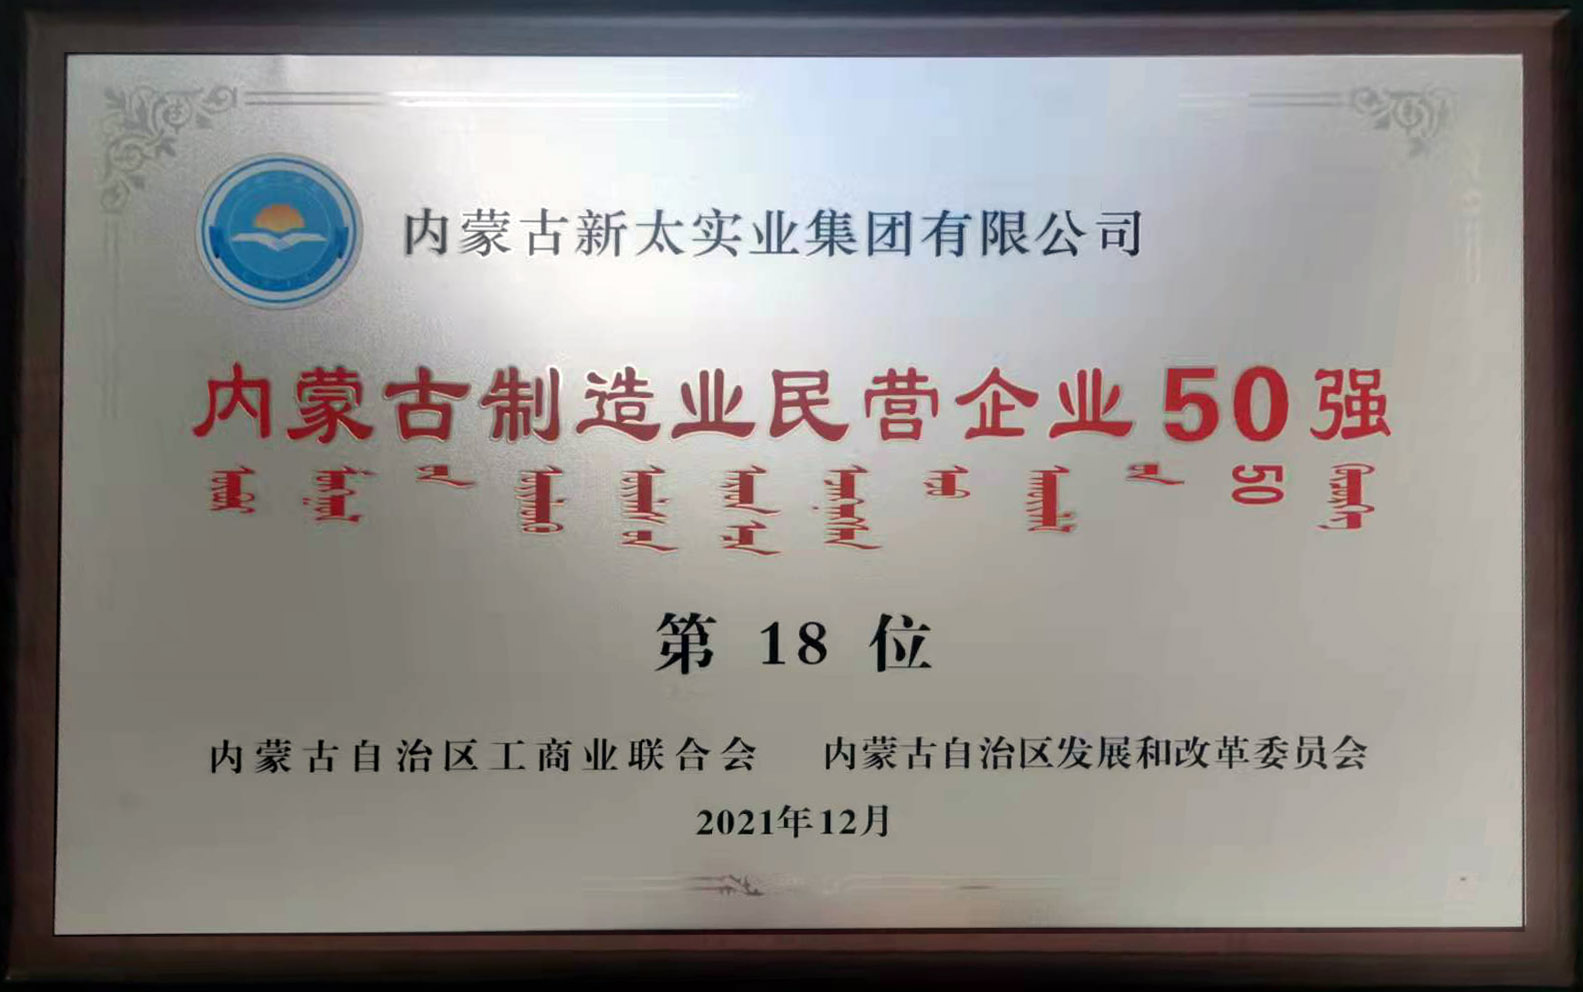 内蒙古新太实业集团有限公司
内蒙古制造业民营企业50强
50
第 18 位
内蒙古自治区工商业联合会 内蒙古自治区发展和改革委员会
2021年12月